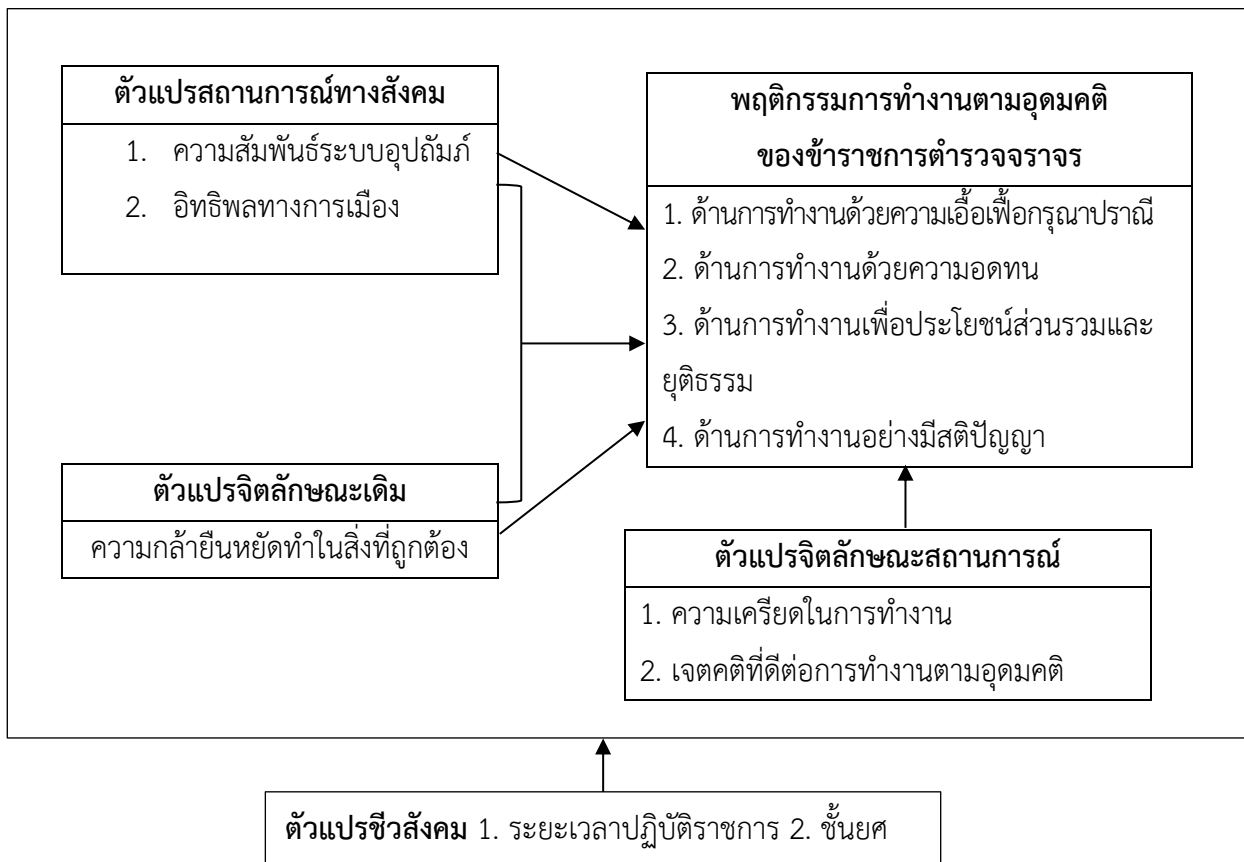 ตัวแปรสถานการณ์ทางสังคม
1. ความสัมพันธ์ระบบอุปถัมภ์
2. อิทธิพลทางการเมือง
พฤติกรรมการทำงานตามอุดมคติ
ของข้าราชการตำรวจจราจร
1. ด้านการทำงานด้วยความเอื้อเฟื้อกรุณาปราณี
2. ด้านการทำงานด้วยความอดทน
3. ด้านการทำงานเพื่อประโยชน์ส่วนรวมและ
ยุติธรรม
4. ด้านการทำงานอย่างมีสติปัญญา
ตัวแปรจิตลักษณะเดิม
ความกล้ายืนหยัดทำในสิ่งที่ถูกต้อง
ตัวแปรจิตลักษณะสถานการณ์
1. ความเครียดในการทำงาน
2. เจตคติที่ดีต่อการทำงานตามอุดมคติ
ตัวแปรชีวสังคม 1. ระยะเวลาปฏิบัติราชการ 2. ชั้นยศ